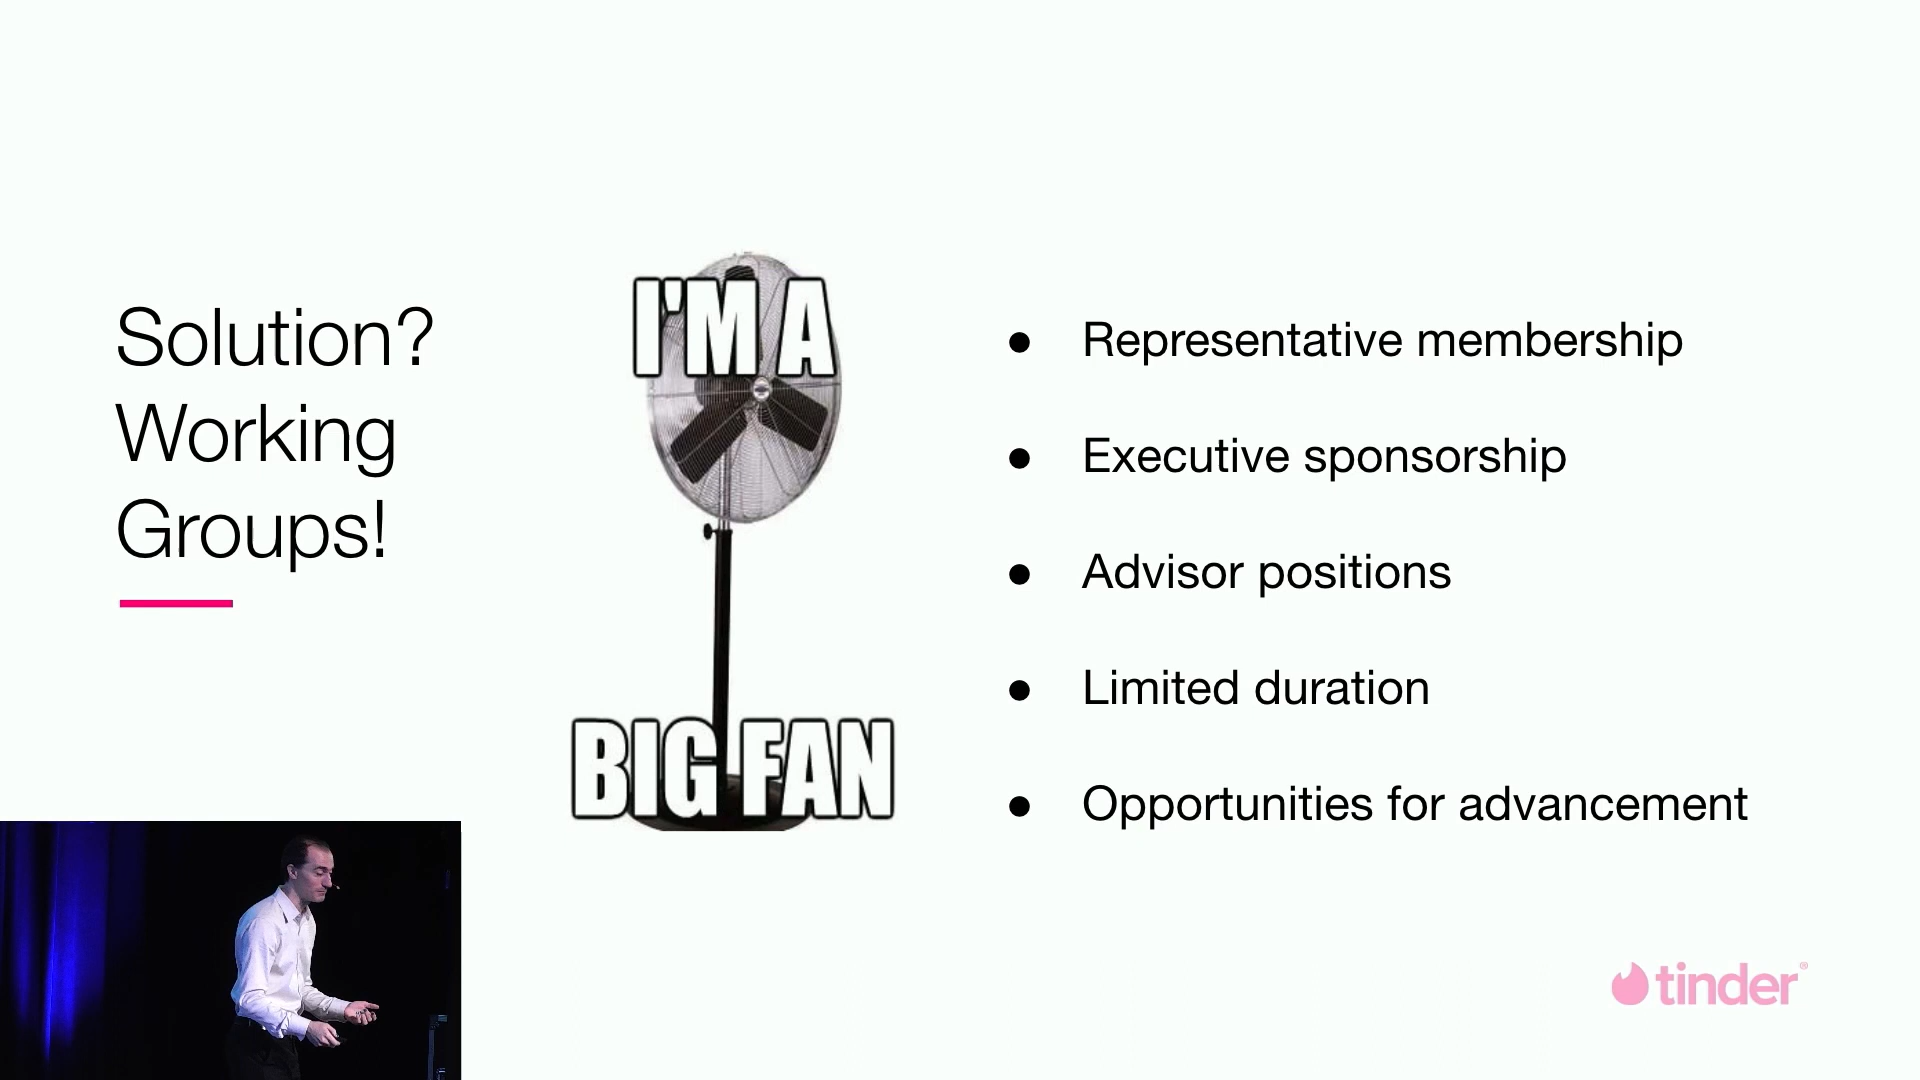 Solution?
Working
Groups!
I'M A
BIG FAN
● Representative membership
● Executive sponsorship
● Advisor positions
● Limited duration
● Opportunities for advancement
tinder®